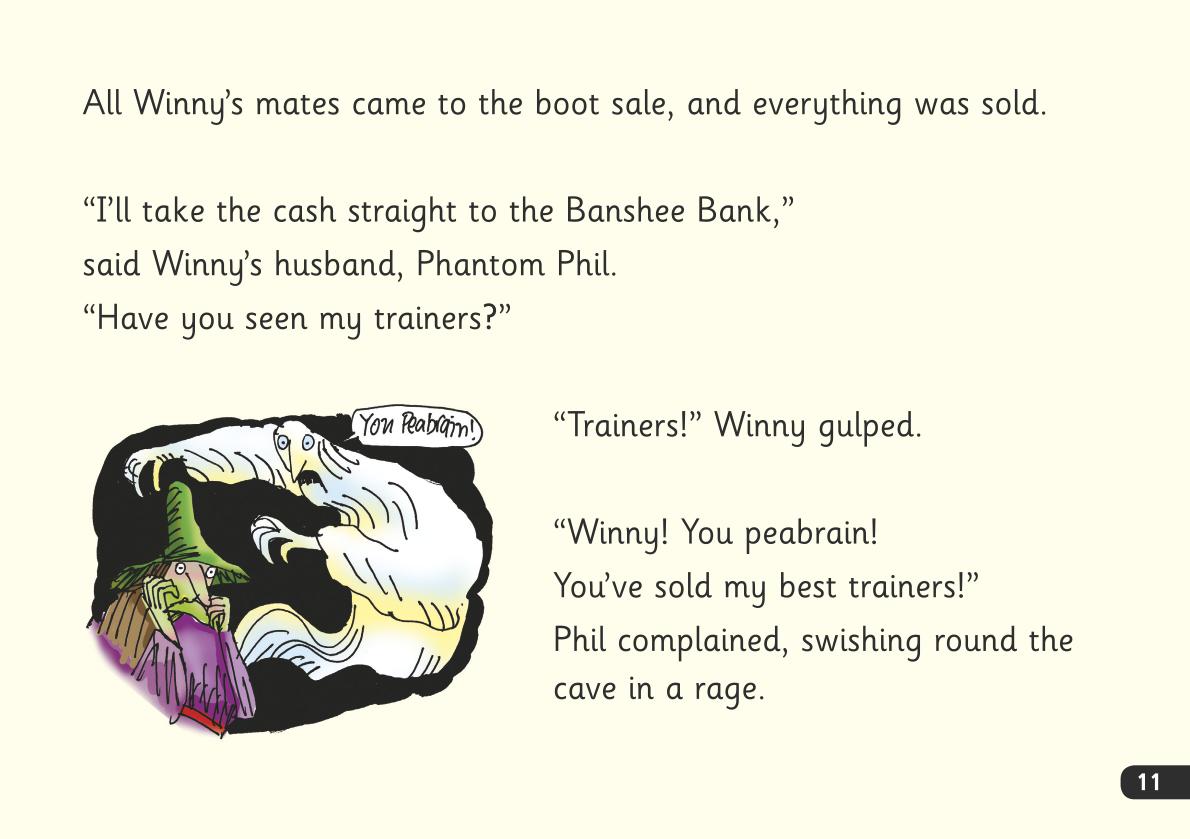 All Winny’s mates came to the boot sale, and everything was sold.
“I’ll take the cash straight to the Banshee Bank,”
said Winny’s husband, Phantom Phil.
“Have you seen my trainers?”
You Peabrain!
“Trainers!” Winny gulped.
“Winny! You peabrain!
You’ve sold my best trainers!”
Phil complained, swishing round the
cave in a rage.
11